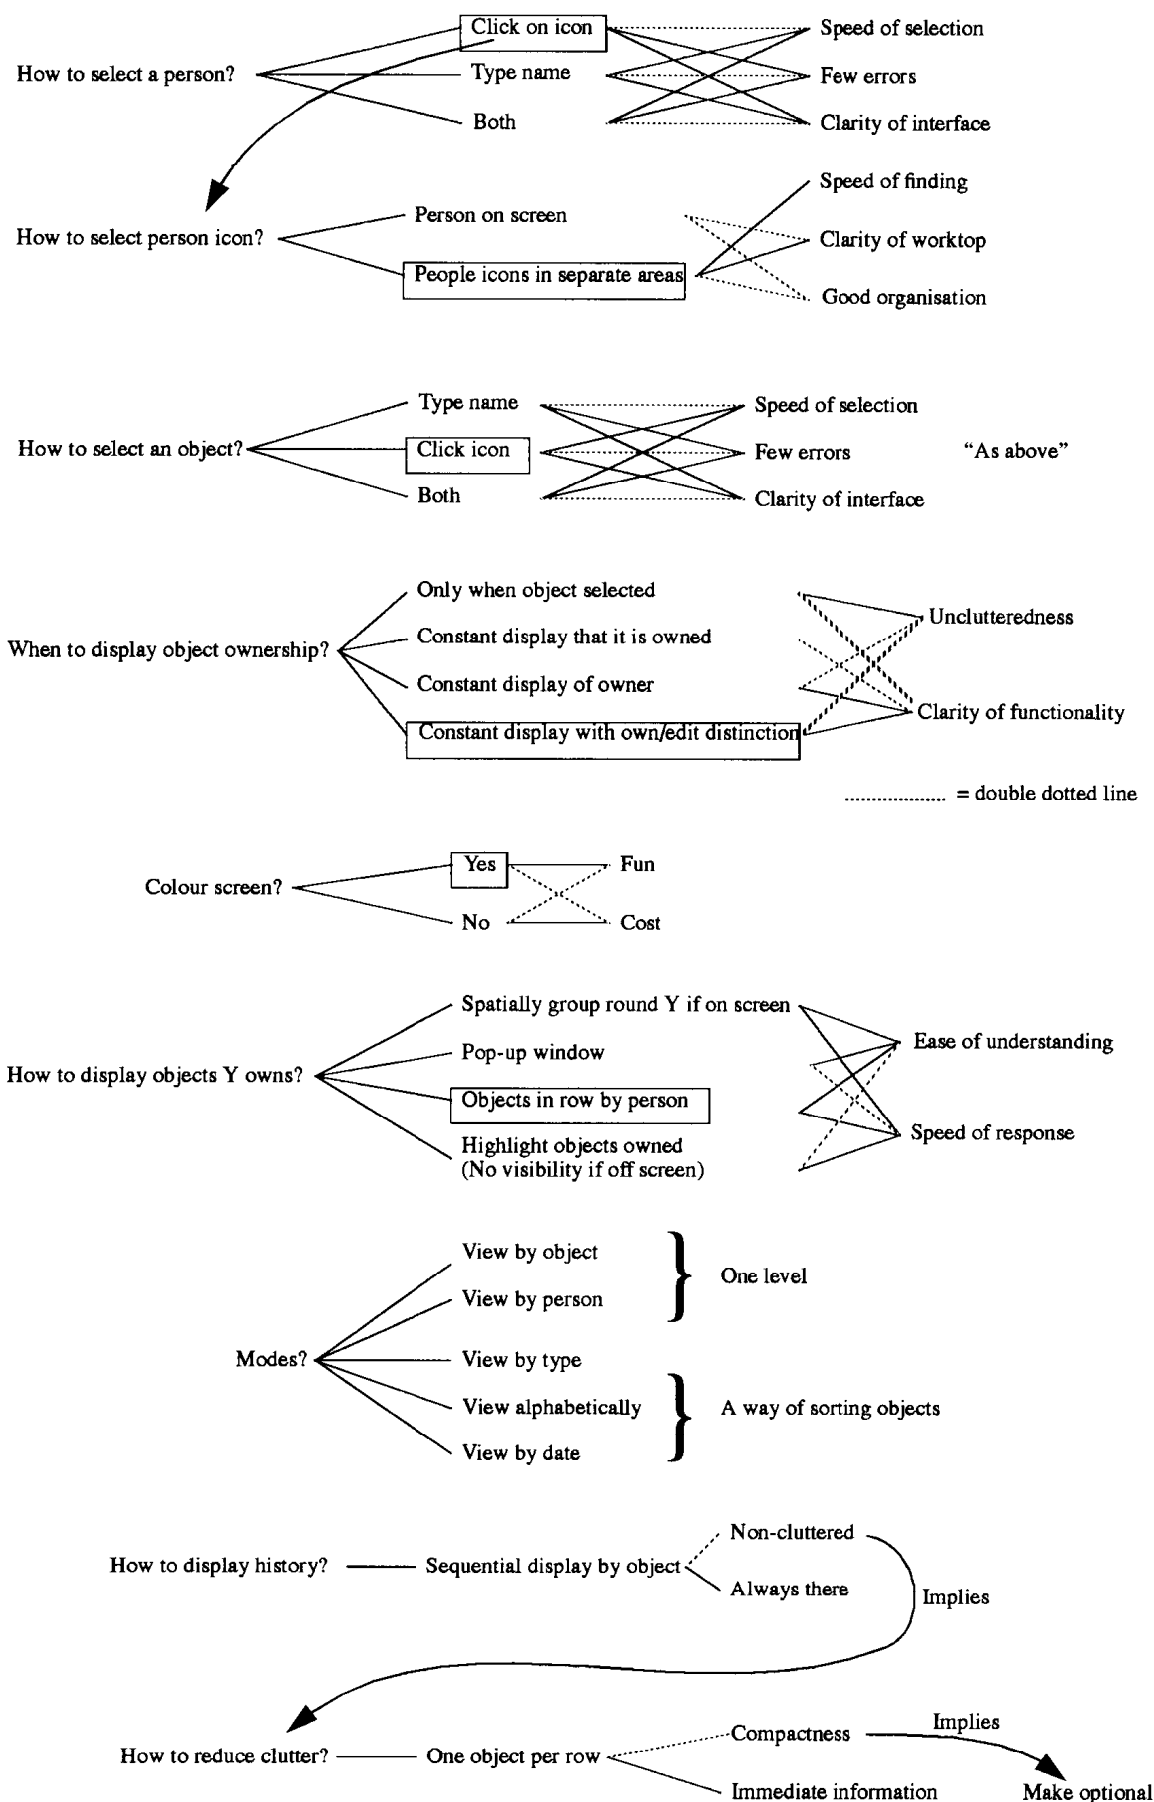 Click on icon
Speed of selection
How to select a person?
Type name
Few errors
Both
Clarity of interface
Speed of finding
Person on screen
How to select person icon?
Clarity of worktop
People icons in separate areas
Good organisation
Type name
Speed of selection
How to select an object?
Click icon
Few errors
“As above”
Both
Clarity of interface
Only when object selected
Unclutteredness
Constant display that it is owned
When to display object ownership?
Constant display of owner
Clarity of functionality
Constant display with own/edit distinction
= double dotted line
Yes
Fun
Colour screen?
No
Cost
Spatially group round Y if on screen
Ease of understanding
Pop-up window
How to display objects Y owns?
Objects in row by person
Speed of response
Highlight objects owned
(No visibility if off screen)
View by object
One level
View by person
Modes?
View by type
View alphabetically
A way of sorting objects
View by date
Non-cluttered
How to display history?
Sequential display by object
Always there
Implies
Implies
Compactness
How to reduce clutter?
One object per row
Immediate information
Make optional